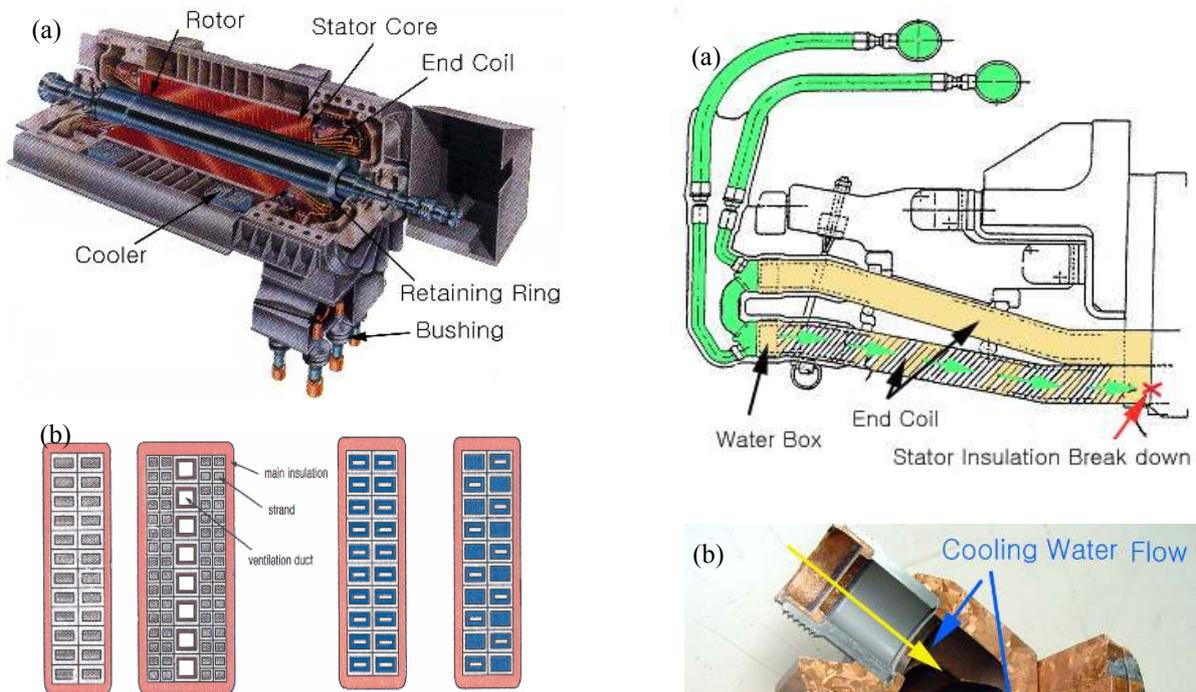 (a)
Rotor
Stator Core
End Coil
Cooler
Retaining Ring
Bushing
(b)
main insulation
strand
ventilation duct
(a)
Water Box
End Coil
Stator Insulation Break down
(b)
Cooling Water Flow